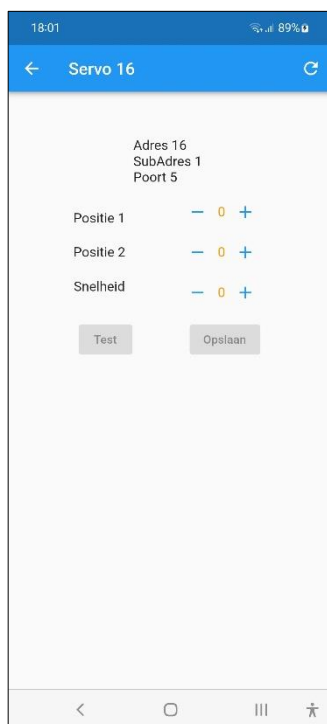 18:01 89%
Servo 16
Adres 16
SubAdres 1
Poort 5
Positie 1 − 0 +
Positie 2 − 0 +
Snelheid − 0 +
Test Opslaan